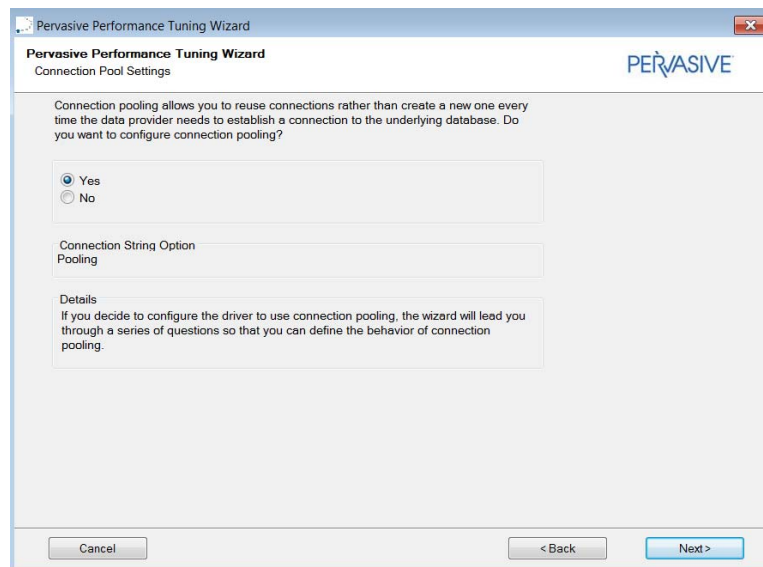 Pervasive Performance Tuning Wizard
Pervasive Performance Tuning Wizard
Connection Pool Settings
PERVASIVE
Connection pooling allows you to reuse connections rather than create a new one every
time the data provider needs to establish a connection to the underlying database. Do
you want to configure connection pooling?
Yes
No
Connection String Option
Pooling
Details
If you decide to configure the driver to use connection pooling, the wizard will lead you
through a series of questions so that you can define the behavior of connection
pooling.
Cancel
< Back
Next >